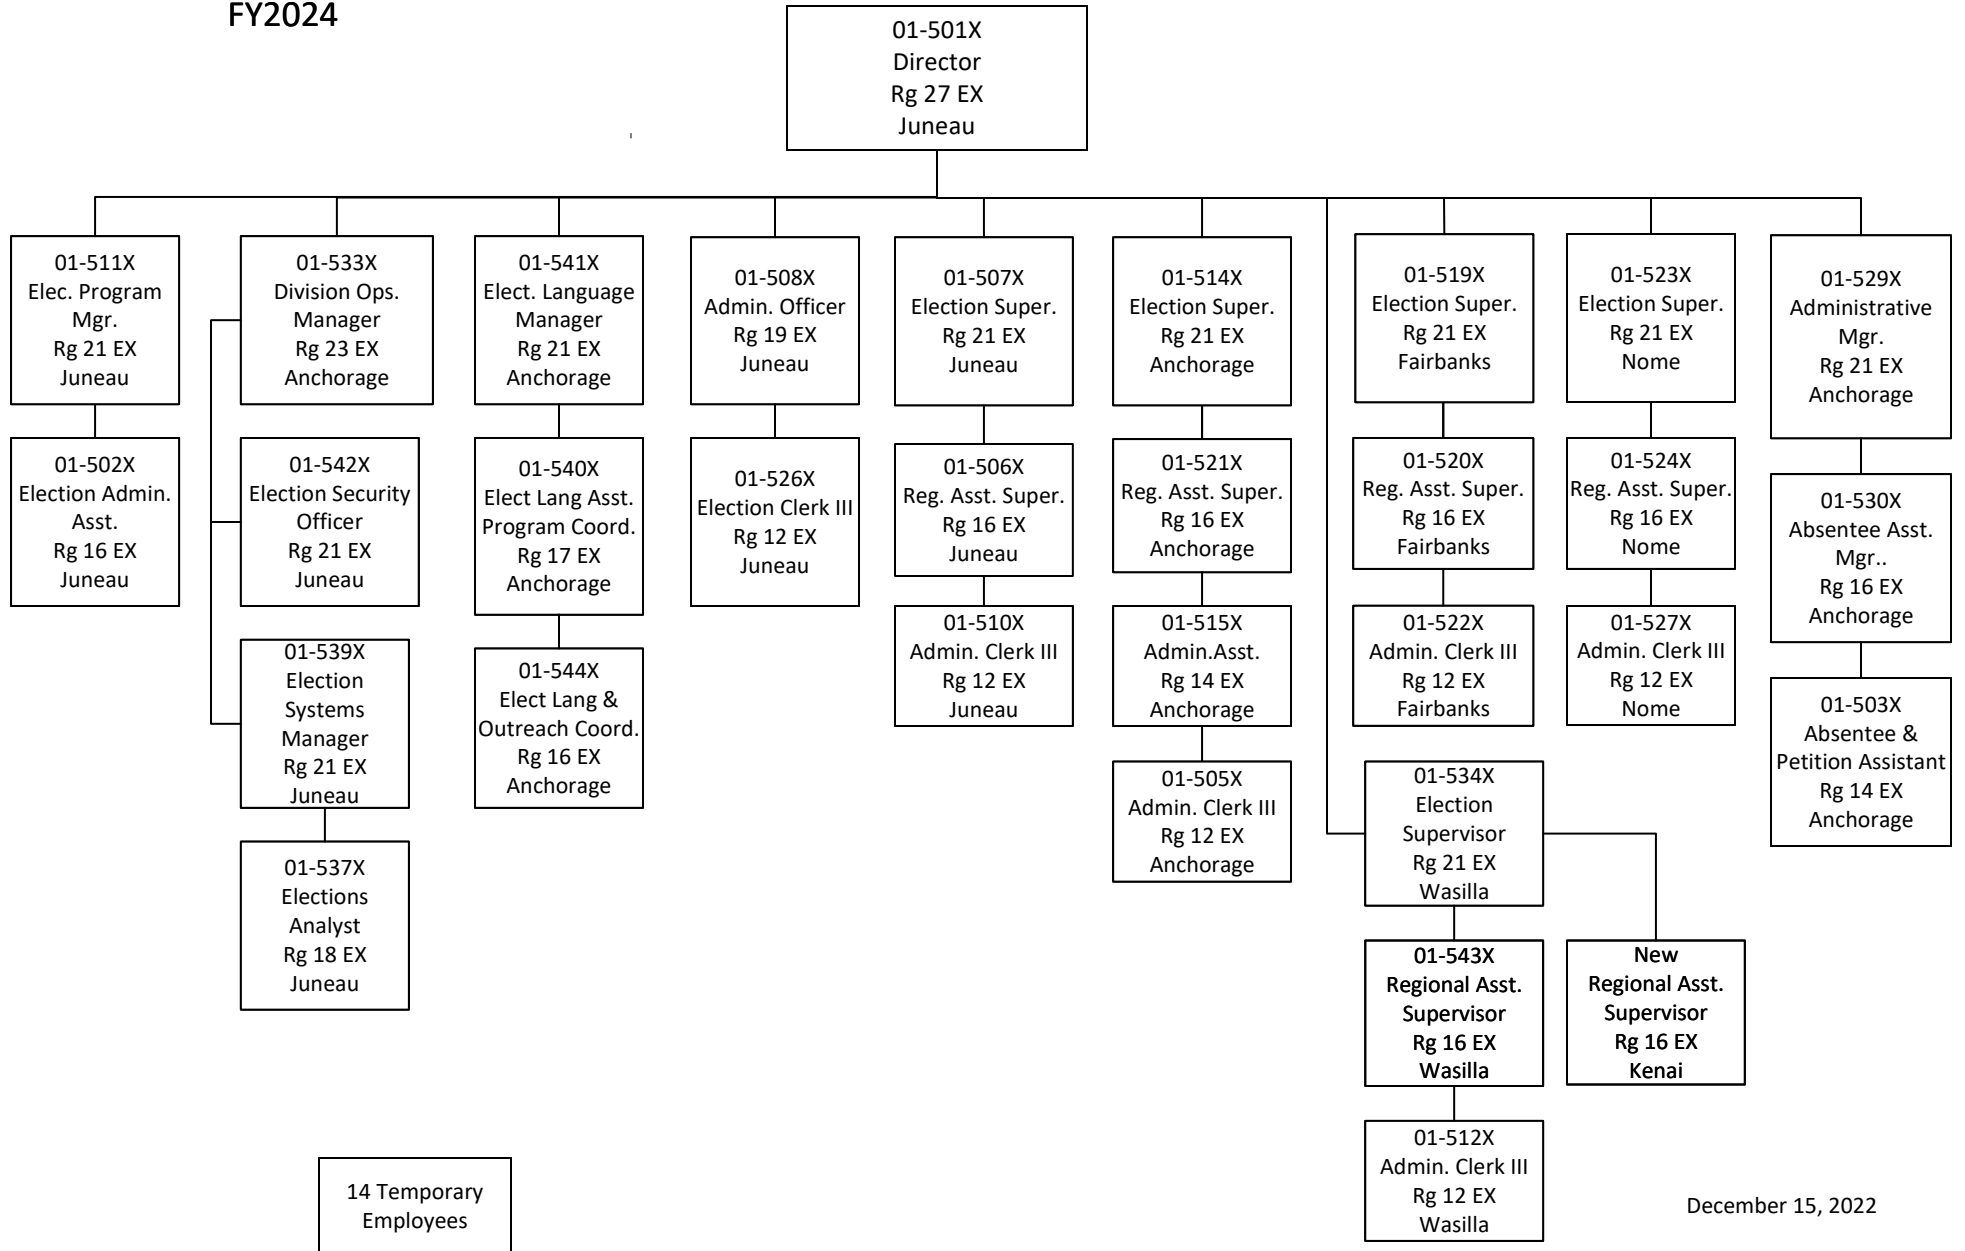 FY2024
01-501X
Director
Rg 27 EX
Juneau
01-511X
Elec. Program
Mgr.
Rg 21 EX
Juneau
01-533X
Division Ops.
Manager
Rg 23 EX
Anchorage
01-541X
Elect. Language
Manager
Rg 21 EX
Anchorage
01-508X
Admin. Officer
Rg 19 EX
Juneau
01-507X
Election Super.
Rg 21 EX
Juneau
01-514X
Election Super.
Rg 21 EX
Anchorage
01-519X
Election Super.
Rg 21 EX
Fairbanks
01-523X
Election Super.
Rg 21 EX
Nome
01-529X
Administrative
Mgr.
Rg 21 EX
Anchorage
01-502X
Election Admin.
Asst.
Rg 16 EX
Juneau
01-542X
Election Security
Officer
Rg 21 EX
Juneau
01-540X
Elect Lang Asst.
Program Coord.
Rg 17 EX
Anchorage
01-526X
Election Clerk III
Rg 12 EX
Juneau
01-506X
Reg. Asst. Super.
Rg 16 EX
Juneau
01-521X
Reg. Asst. Super.
Rg 16 EX
Anchorage
01-520X
Reg. Asst. Super.
Rg 16 EX
Fairbanks
01-524X
Reg. Asst. Super.
Rg 16 EX
Nome
01-530X
Absentee Asst.
Mgr..
Rg 16 EX
Anchorage
01-539X
Election
Systems
Manager
Rg 21 EX
Juneau
01-544X
Elect Lang &
Outreach Coord.
Rg 16 EX
Anchorage
01-510X
Admin. Clerk III
Rg 12 EX
Juneau
01-515X
Admin.Asst.
Rg 14 EX
Anchorage
01-522X
Admin. Clerk III
Rg 12 EX
Fairbanks
01-527X
Admin. Clerk III
Rg 12 EX
Nome
01-503X
Absentee &
Petition Assistant
Rg 14 EX
Anchorage
01-537X
Elections
Analyst
Rg 18 EX
Juneau
01-505X
Admin. Clerk III
Rg 12 EX
Anchorage
01-534X
Election
Supervisor
Rg 21 EX
Wasilla
01-543X
Regional Asst.
Supervisor
Rg 16 EX
Wasilla
New
Regional Asst.
Supervisor
Rg 16 EX
Kenai
01-512X
Admin. Clerk III
Rg 12 EX
Wasilla
14 Temporary
Employees
December 15, 2022